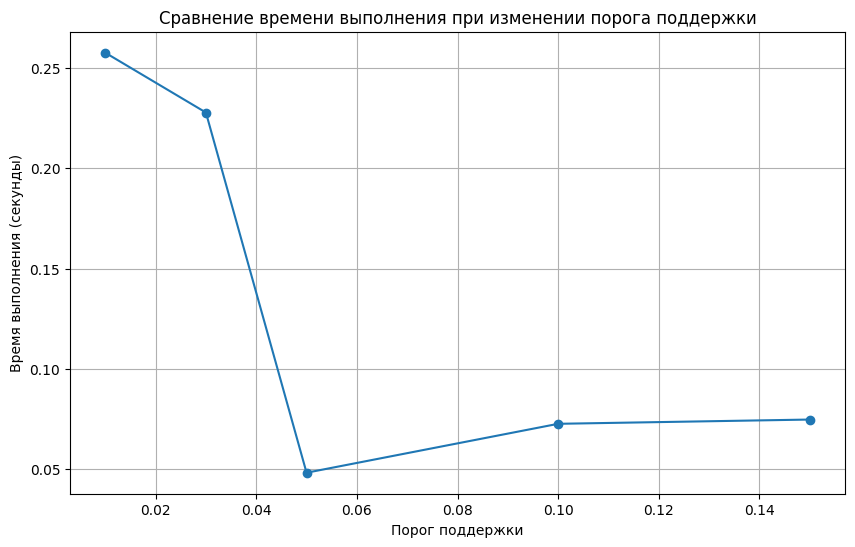 Сравнение времени выполнения при изменении порога поддержки
Время выполнения (секунды)
0.25
0.20
0.15
0.10
0.05
0.02 0.04 0.06 0.08 0.10 0.12 0.14
Порог поддержки